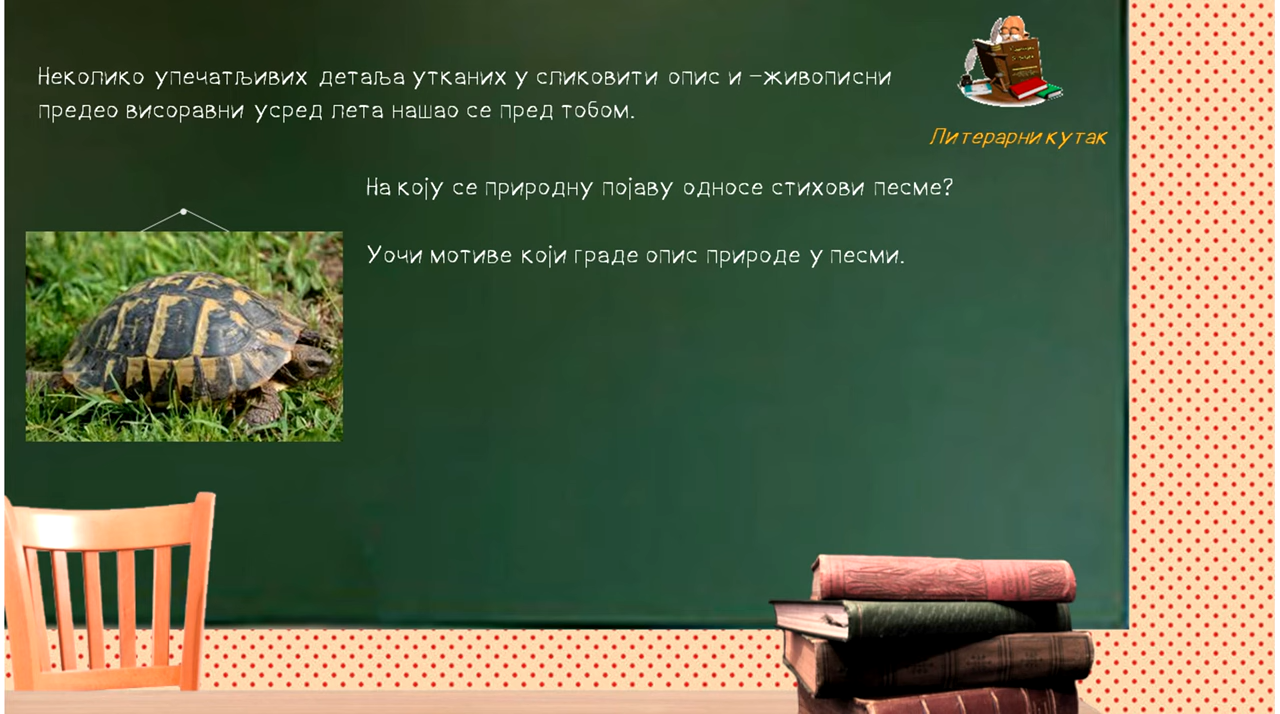 Неколико упечатљивих детаља утканих у сликовити опис и –живописни
предео висоравни усред лета нашао се пред тобом.
Литерарни кутак
На коју се природну појаву односе стихови песме?
Уочи мотиве који граде опис природе у песми.